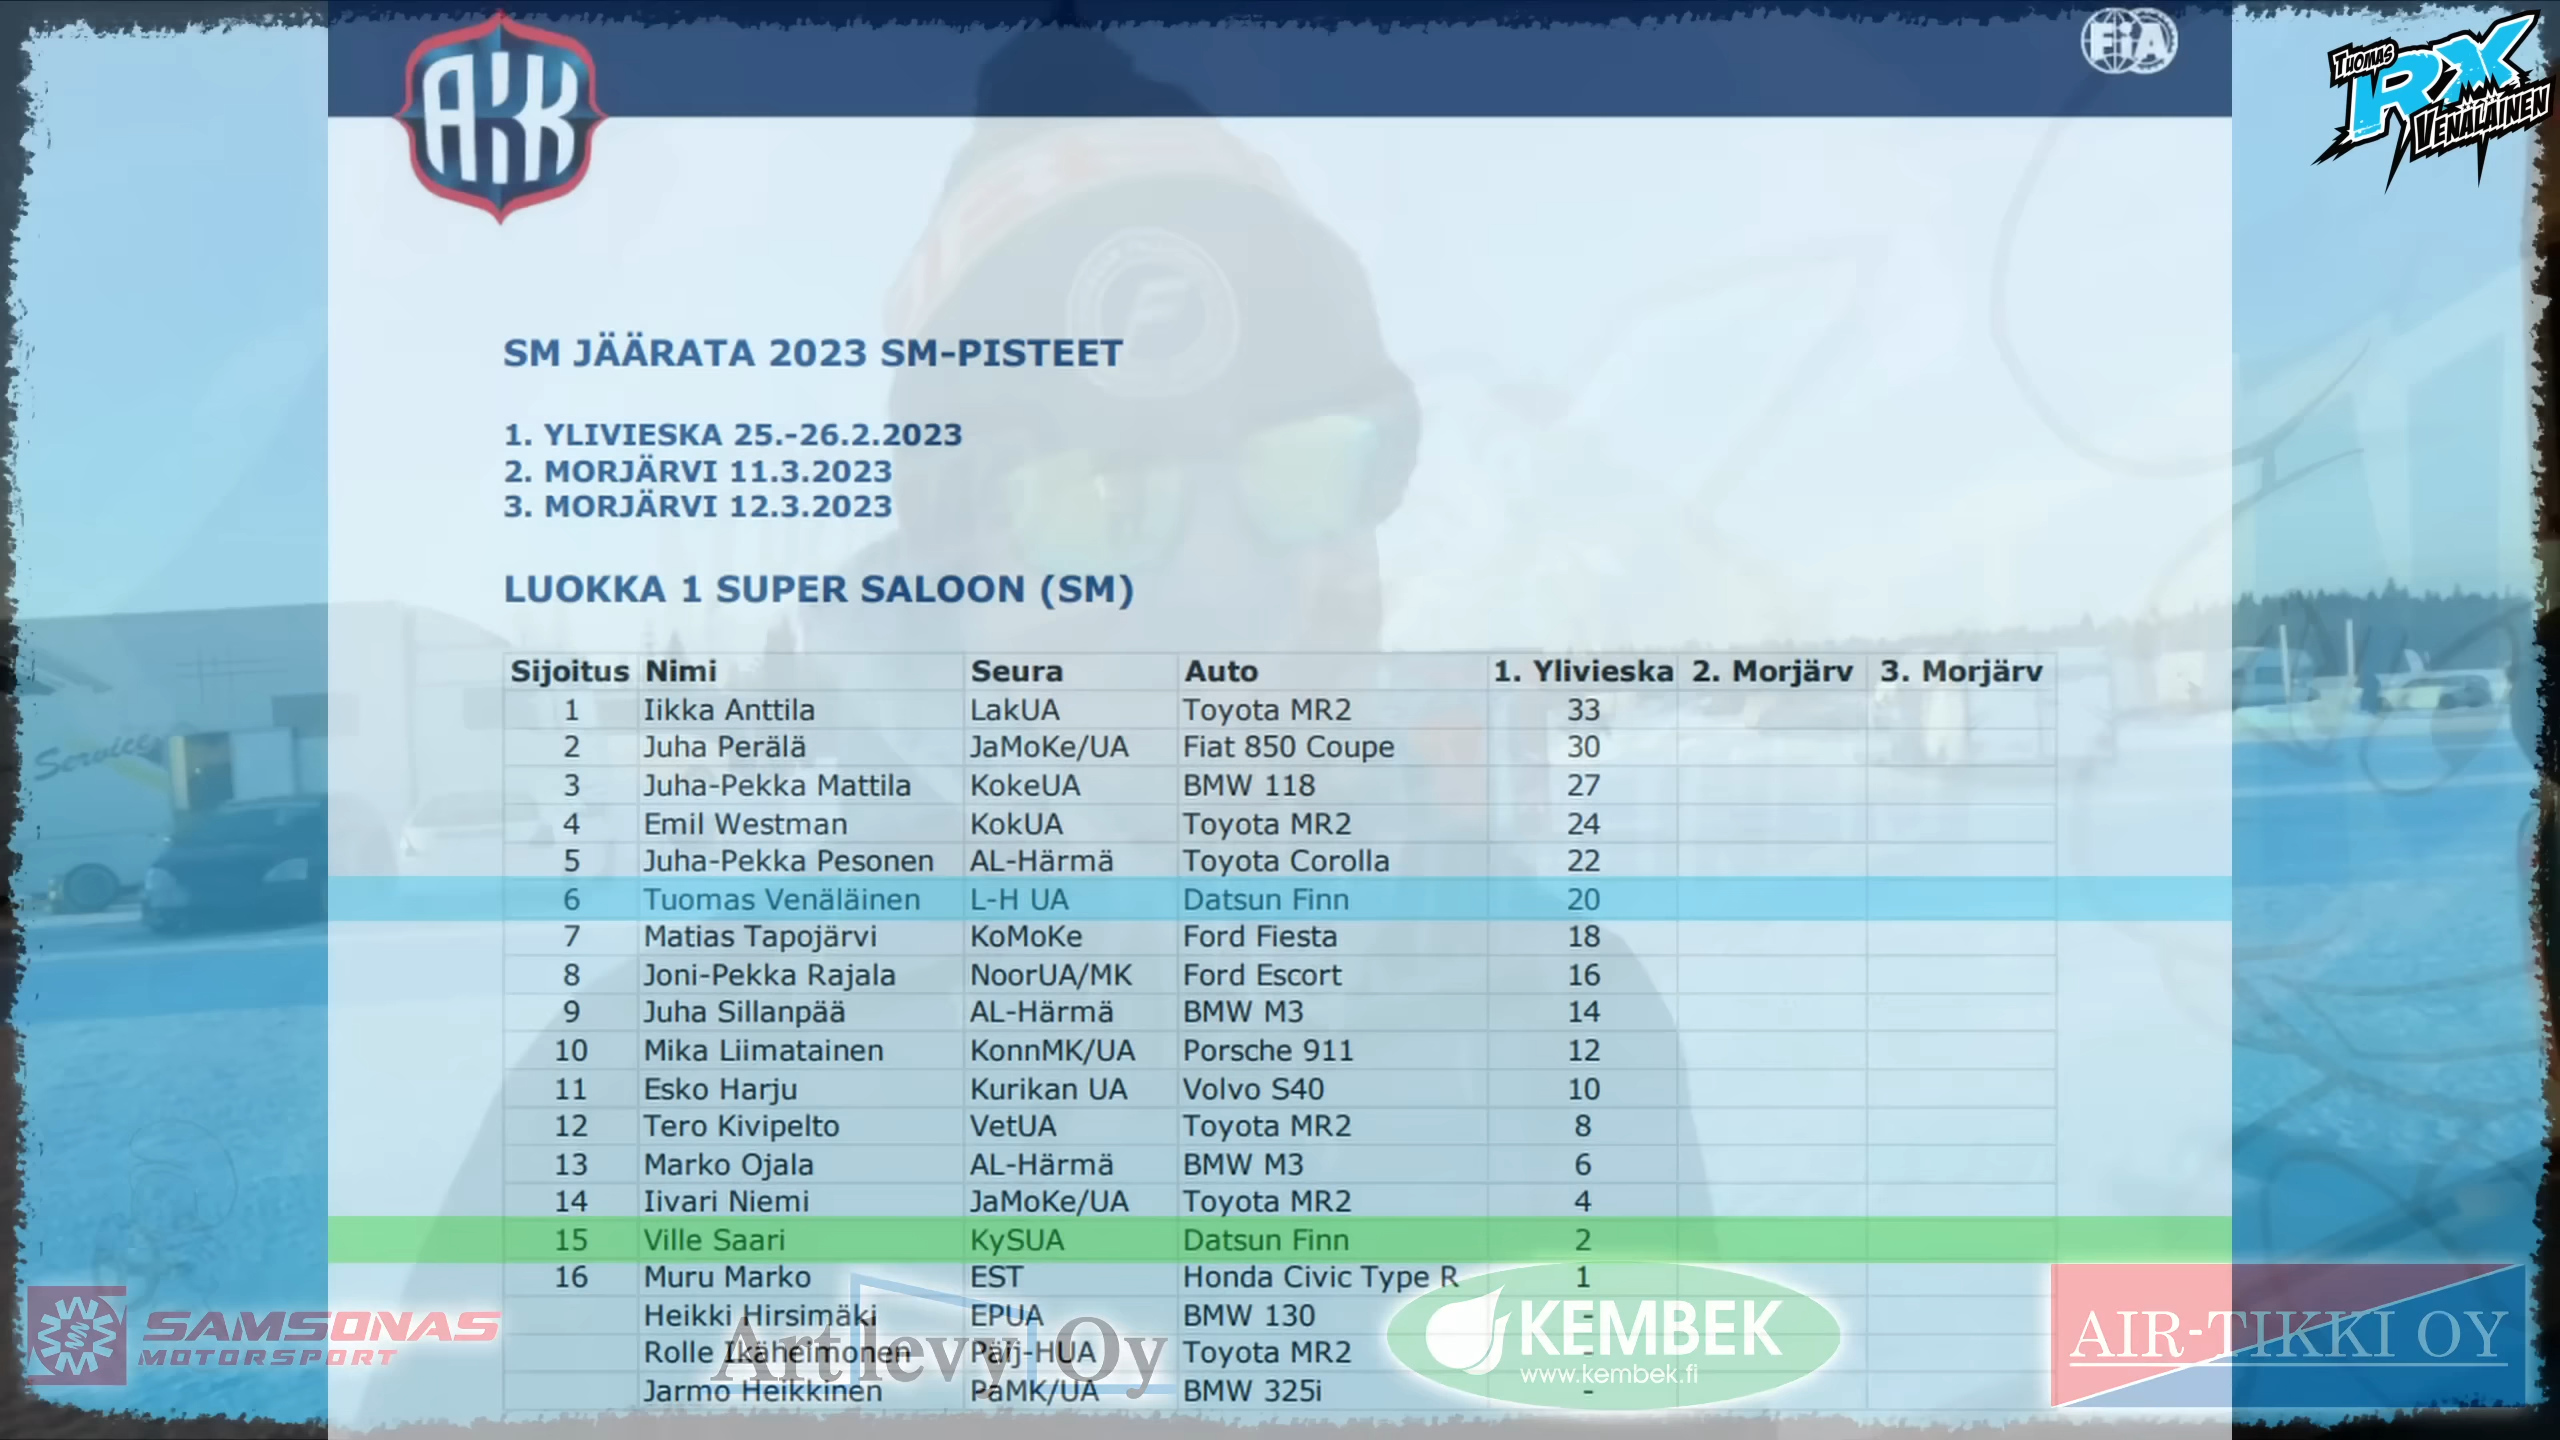 AKK
FiA
TUOMAS
RX
VENÄLÄINEN
SM JÄÄRATA 2023 SM-PISTEET
1. YLIVIESKA 25.-26.2.2023
2. MORJÄRVI 11.3.2023
3. MORJÄRVI 12.3.2023
LUOKKA 1 SUPER SALOON (SM)
Sijoitus Nimi Seura Auto 1. Ylivieska 2. Morjärv 3. Morjärv
1 Iikka Anttila LakUA Toyota MR2 33
2 Juha Perälä JaMoKe/UA Fiat 850 Coupe 30
3 Juha-Pekka Mattila KokeUA BMW 118 27
4 Emil Westman KokUA Toyota MR2 24
5 Juha-Pekka Pesonen AL-Härmä Toyota Corolla 22
6 Tuomas Venäläinen L-H UA Datsun Finn 20
7 Matias Tapojärvi KoMoKe Ford Fiesta 18
8 Joni-Pekka Rajala NoorUA/MK Ford Escort 16
9 Juha Sillanpää AL-Härmä BMW M3 14
10 Mika Liimatainen KonnMK/UA Porsche 911 12
11 Esko Harju Kurikan UA Volvo S40 10
12 Tero Kivipelto VetUA Toyota MR2 8
13 Marko Ojala AL-Härmä BMW M3 6
14 Iivari Niemi JaMoKe/UA Toyota MR2 4
15 Ville Saari KySUA Datsun Finn 2
16 Muru Marko EST Honda Civic Type R 1
Heikki Hirsimäki EPUA BMW 130 -
Rolle Ikäheimonen Päij-HUA Toyota MR2 -
Jarmo Heikkinen PaMK/UA BMW 325i -
Service
F
SAMSONAS
MOTORSPORT
Artlevy Oy
KEMBEK
www.kembek.fi
AIR-TIKKI OY